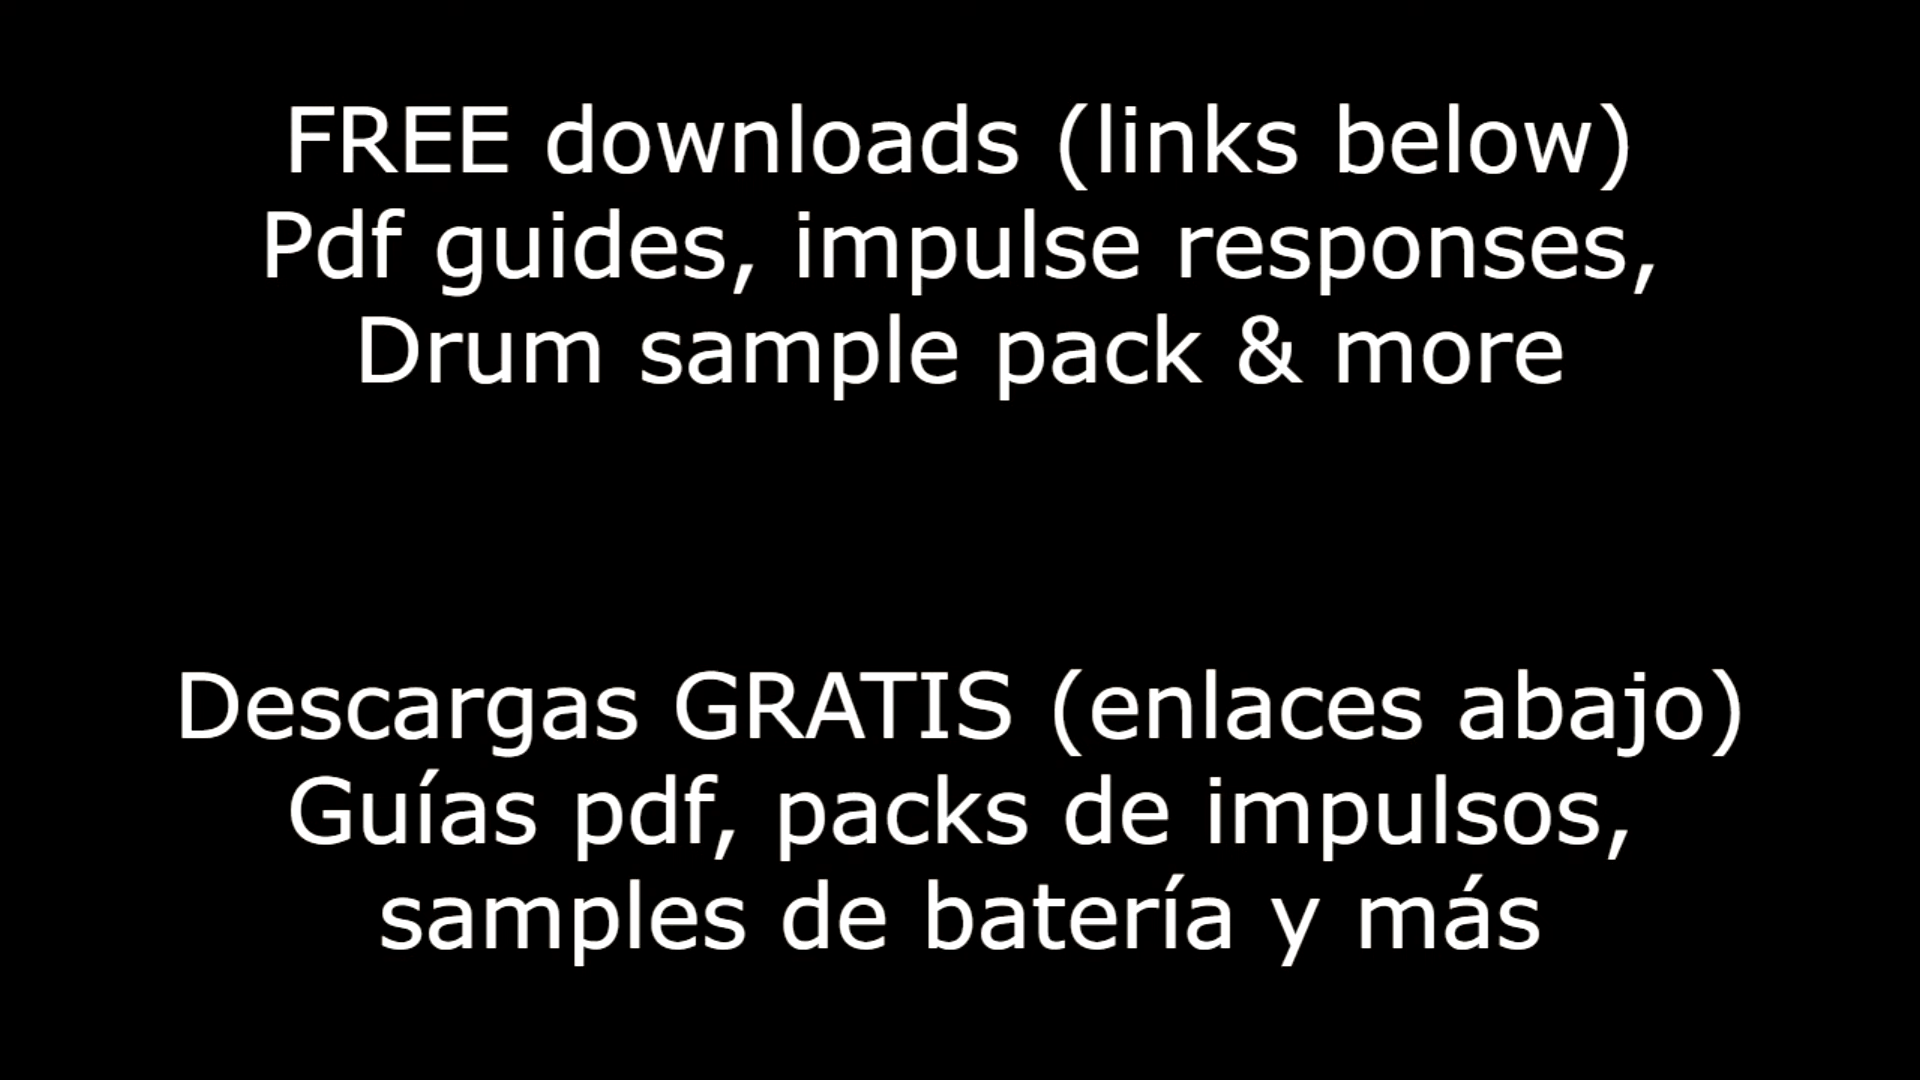 FREE downloads (links below)
Pdf guides, impulse responses,
Drum sample pack & more
Descargas GRATIS (enlaces abajo)
Guías pdf, packs de impulsos,
samples de batería y más